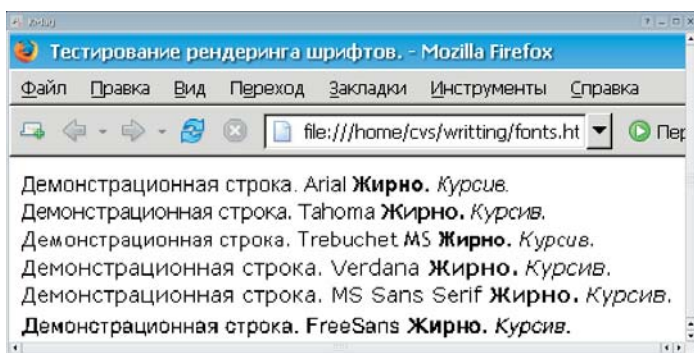 KMag
Тестирование рендеринга шрифтов. - Mozilla Firefox
Файл Правка Вид Переход Закладки Инструменты Справка
file:///home/cvs/writting/fonts.ht Пер
Демонстрационная строка. Arial Жирно. Курсив.
Демонстрационная строка. Tahoma Жирно. Курсив.
Демонстрационная строка. Trebuchet MS Жирно. Курсив.
Демонстрационная строка. Verdana Жирно. Курсив.
Демонстрационная строка. MS Sans Serif Жирно. Курсив.
Демонстрационная строка. FreeSans Жирно. Курсив.